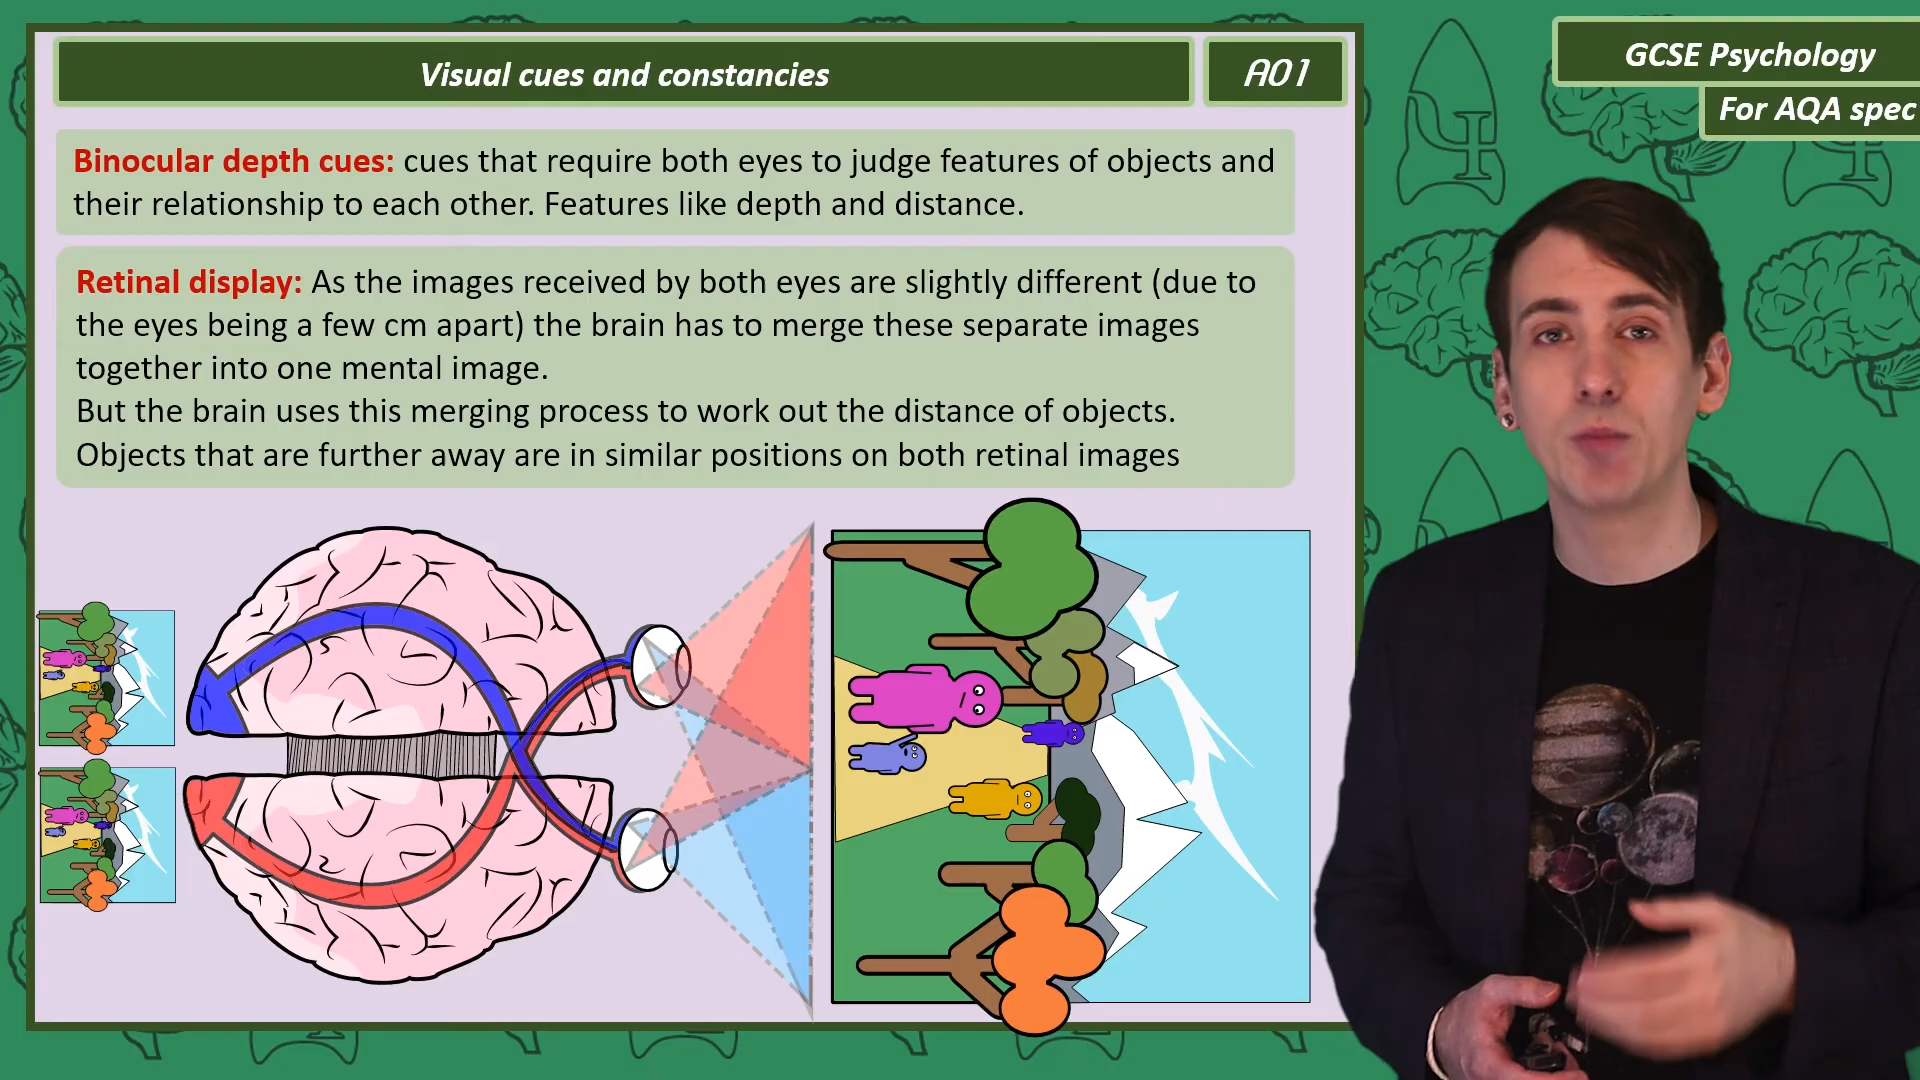 Visual cues and constancies
AO1
GCSE Psychology
For AQA spec
Binocular depth cues: cues that require both eyes to judge features of objects and
their relationship to each other. Features like depth and distance.
Retinal display: As the images received by both eyes are slightly different (due to
the eyes being a few cm apart) the brain has to merge these separate images
together into one mental image.
But the brain uses this merging process to work out the distance of objects.
Objects that are further away are in similar positions on both retinal images